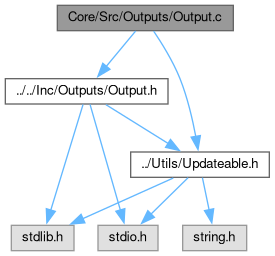 Core/Src/Outputs/Output.c
../../Inc/Outputs/Output.h
../Utils/Updateable.h
stdlib.h
stdio.h
string.h